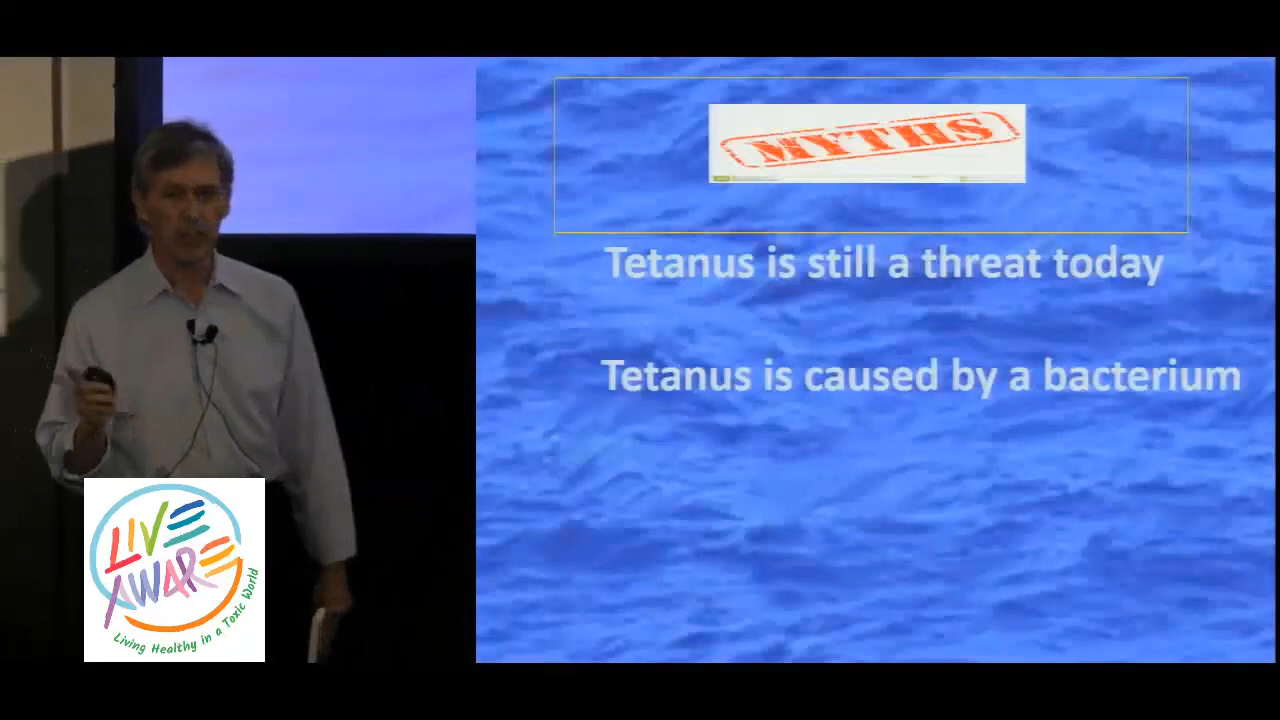 MYTHS
Tetanus is still a threat today
Tetanus is caused by a bacterium
LIVE
AWARE
Living Healthy in a Toxic World